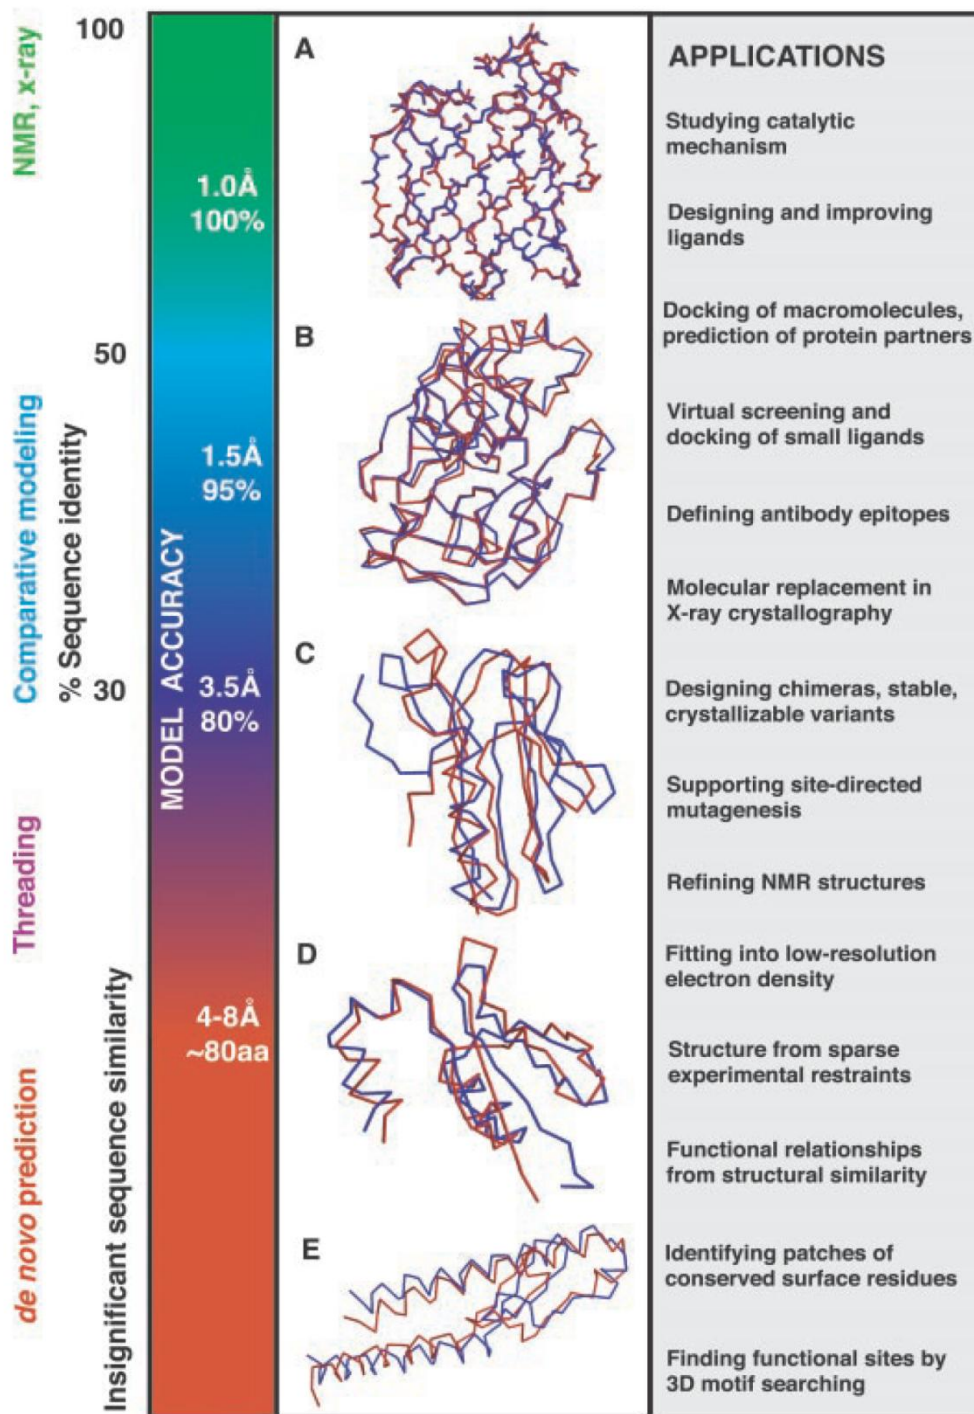 NMR, x-ray
Comparative modeling
Threading
de novo prediction
100
50
% Sequence identity
30
Insignificant sequence similarity
MODEL ACCURACY
1.0Å
100%
1.5Å
95%
3.5Å
80%
4-8Å
~80aa
A
B
C
D
E
APPLICATIONS
Studying catalytic
mechanism
Designing and improving
ligands
Docking of macromolecules,
prediction of protein partners
Virtual screening and
docking of small ligands
Defining antibody epitopes
Molecular replacement in
X-ray crystallography
Designing chimeras, stable,
crystallizable variants
Supporting site-directed
mutagenesis
Refining NMR structures
Fitting into low-resolution
electron density
Structure from sparse
experimental restraints
Functional relationships
from structural similarity
Identifying patches of
conserved surface residues
Finding functional sites by
3D motif searching